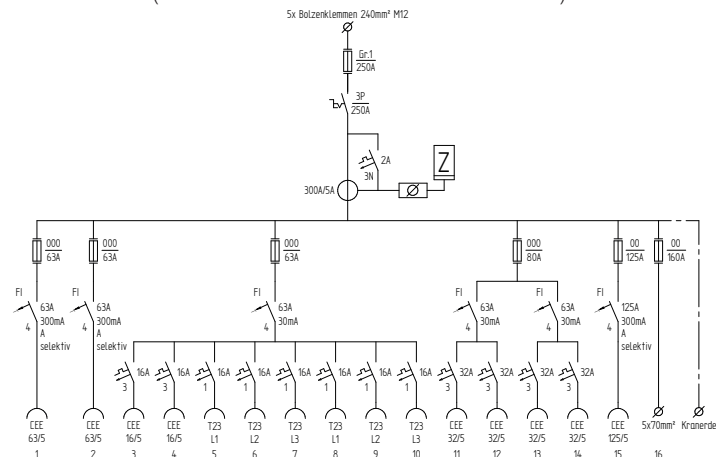 5x Bolzenklemmen 240mm² M12
Gr.1
250A
3P
250A
2A
3N
Z
300A/5A
000
63A
000
63A
000
63A
000
80A
00
125A
00
160A
FI
63A
300mA
A
selektiv
4
FI
63A
300mA
A
selektiv
4
FI
63A
30mA
4
FI
63A
30mA
4
FI
63A
30mA
4
FI
125A
300mA
A
selektiv
4
16A
3
16A
3
16A
1
16A
1
16A
1
16A
1
16A
1
16A
1
32A
3
32A
3
32A
3
32A
3
CEE 63/5 1
CEE 63/5 2
CEE 16/5 3
CEE 16/5 4
T23 L1 5
T23 L2 6
T23 L3 7
T23 L1 8
T23 L2 9
T23 L3 10
CEE 32/5 11
CEE 32/5 12
CEE 32/5 13
CEE 32/5 14
CEE 125/5 15
5x70mm² 16
Kranerde